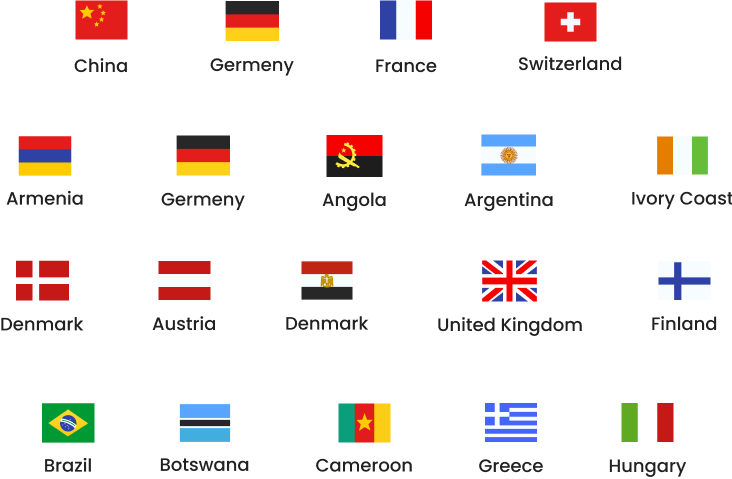 China
Germeny
France
Switzerland
Armenia
Germeny
Angola
Argentina
Ivory Coast
Denmark
Austria
Denmark
United Kingdom
Finland
Brazil
Botswana
Cameroon
Greece
Hungary